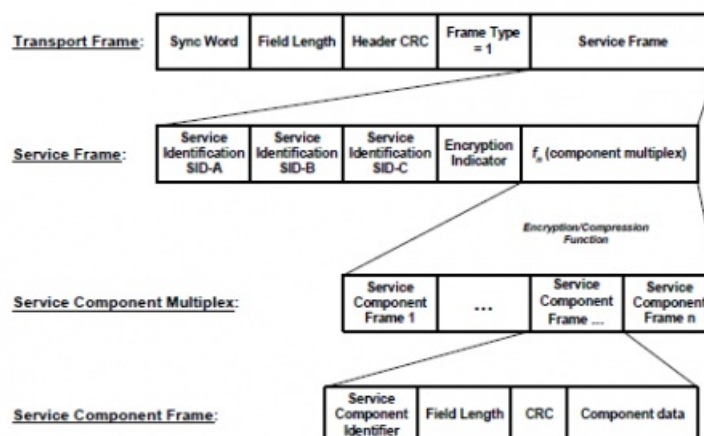 Transport Frame:
Sync Word
Field Length
Header CRC
Frame Type
= 1
Service Frame
Service Frame:
Service
Identification
SID-A
Service
Identification
SID-B
Service
Identification
SID-C
Encryption
Indicator
fn (component multiplex)
Encryption/Compression
Function
Service Component Multiplex:
Service
Component
Frame 1
...
Service
Component
Frame ...
Service
Component
Frame n
Service Component Frame:
Service
Component
Identifier
Field Length
CRC
Component data